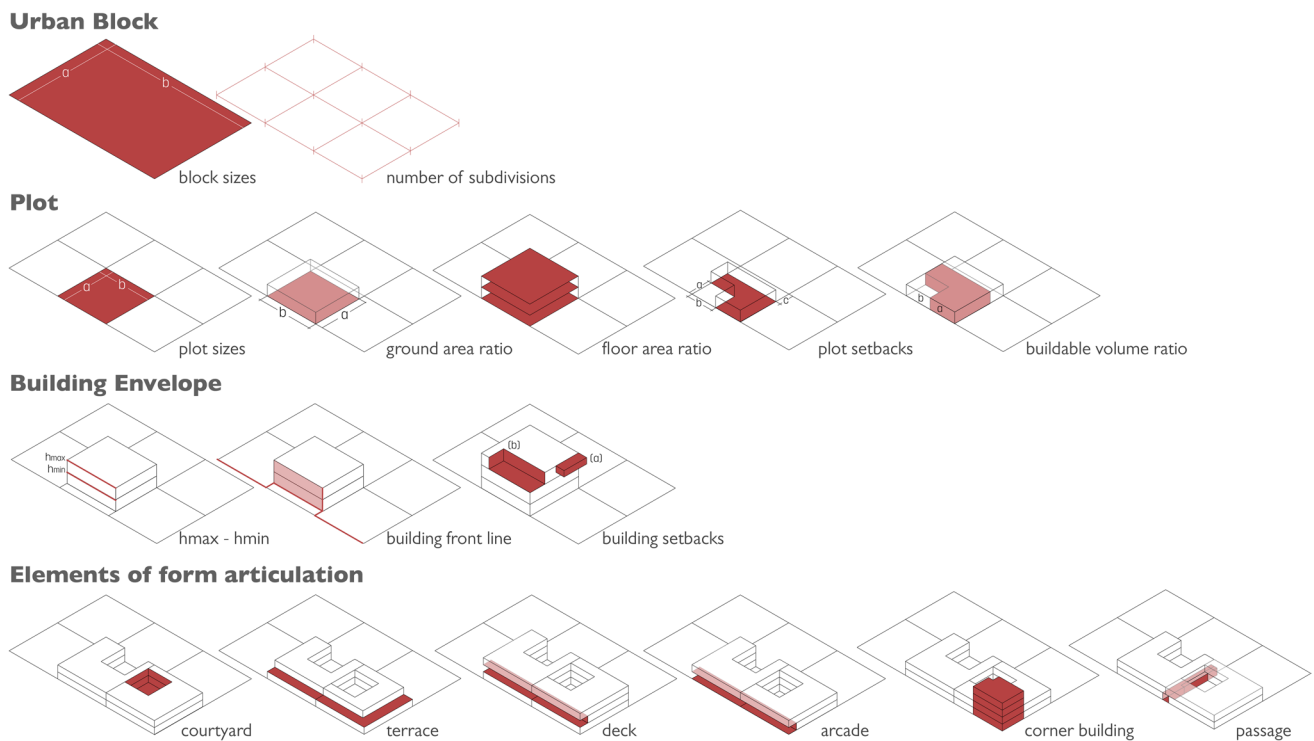 Urban Block
a
b
block sizes
number of subdivisions
Plot
a
b
plot sizes
b
a
ground area ratio
floor area ratio
a
b
c
plot setbacks
b
a
buildable volume ratio
Building Envelope
hmax
hmin
hmax - hmin
building front line
(b)
(a)
building setbacks
Elements of form articulation
courtyard
terrace
deck
arcade
corner building
passage